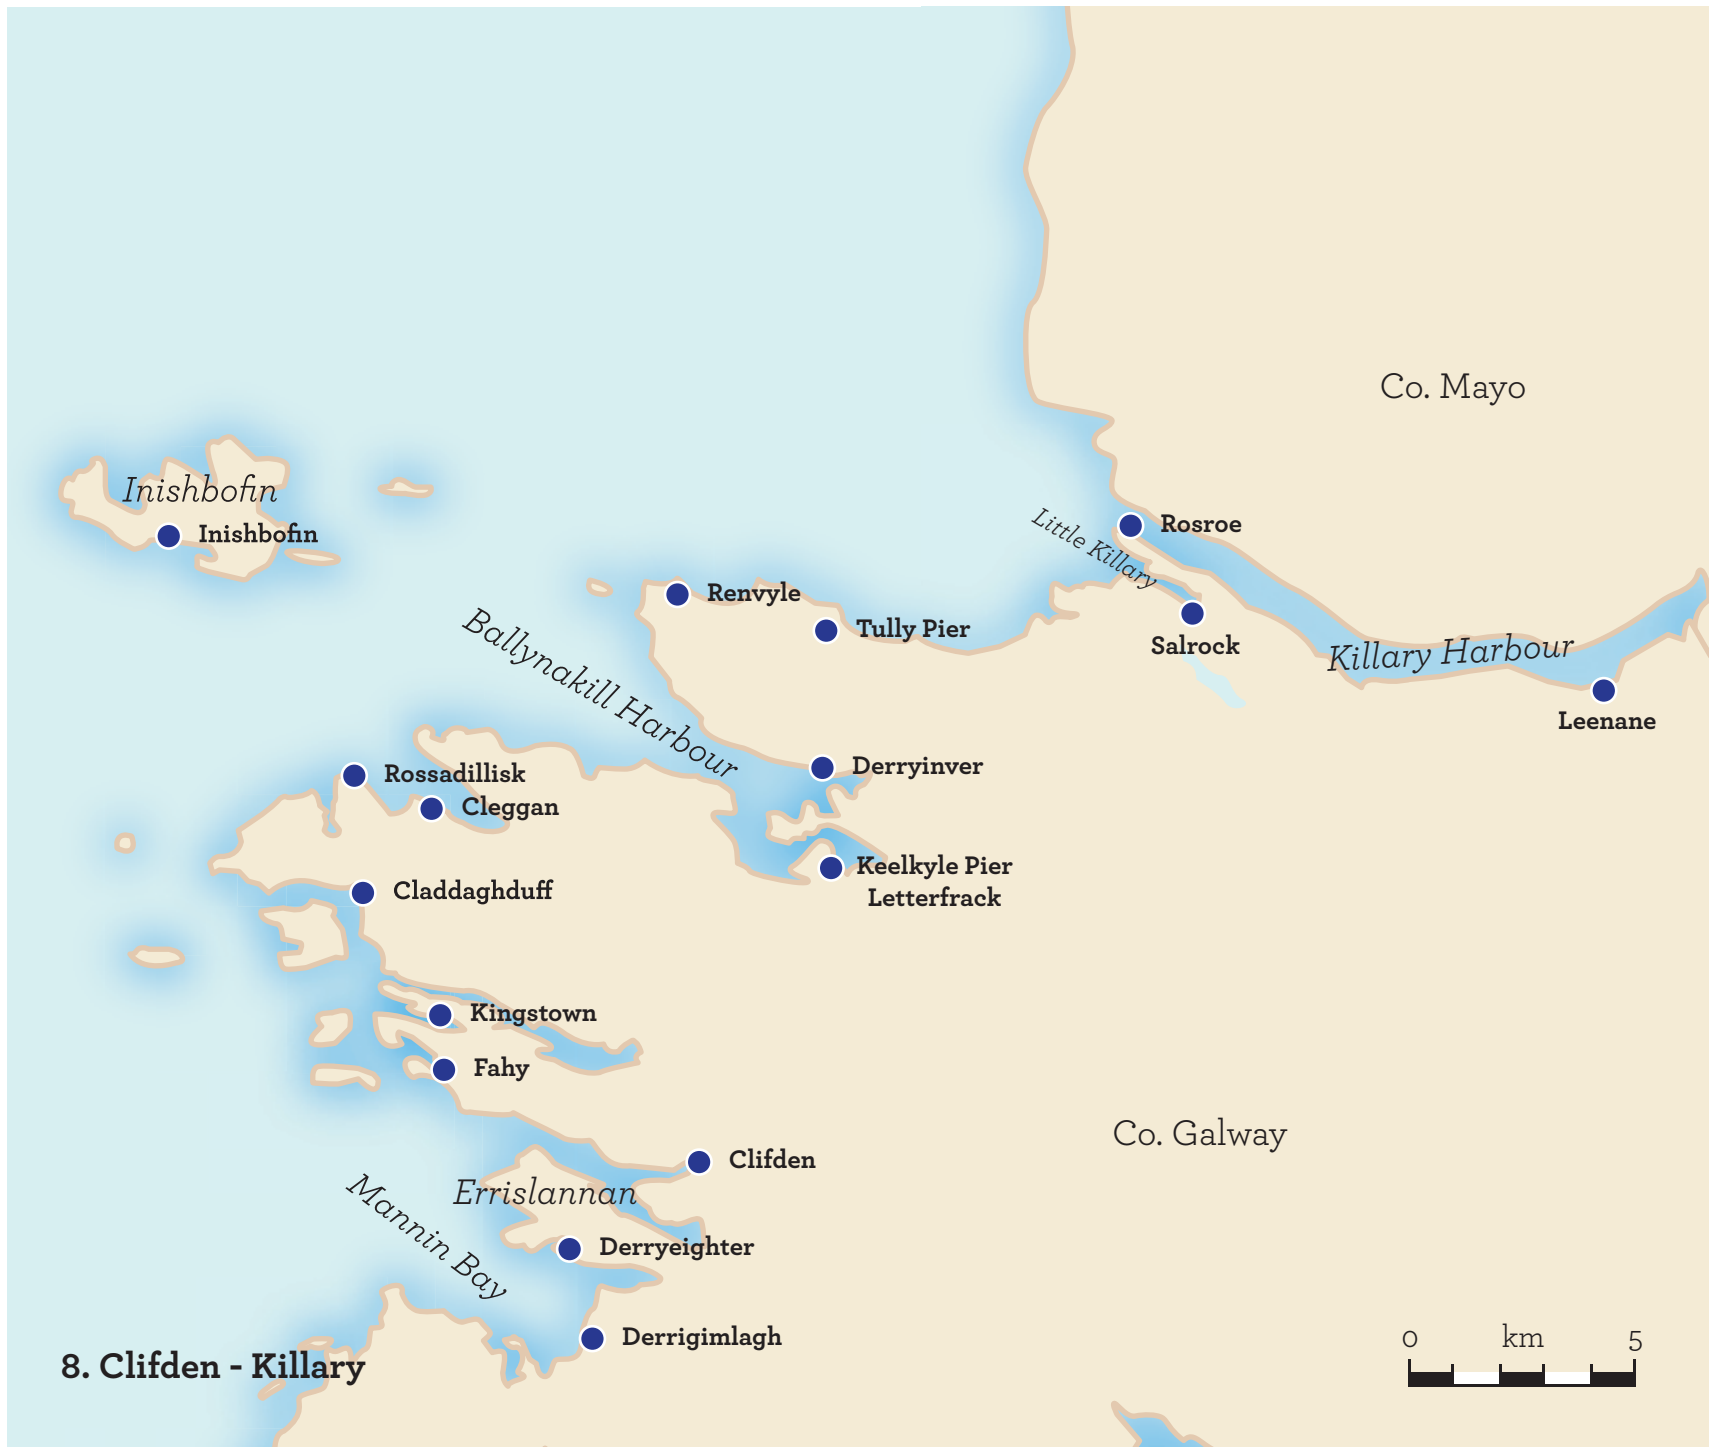 Co. Mayo
Inishbofin
Inishbofin
Little Killary
Rosroe
Renvyle
Tully Pier
Salrock
Killary Harbour
Leenane
Ballynakill Harbour
Derryinver
Rossadillisk
Cleggan
Keelkyle Pier
Letterfrack
Claddaghduff
Kingstown
Fahy
Co. Galway
Clifden
Errislannan
Mannin Bay
Derryeighter
Derrigimlagh
0 km 5
8. Clifden - Killary